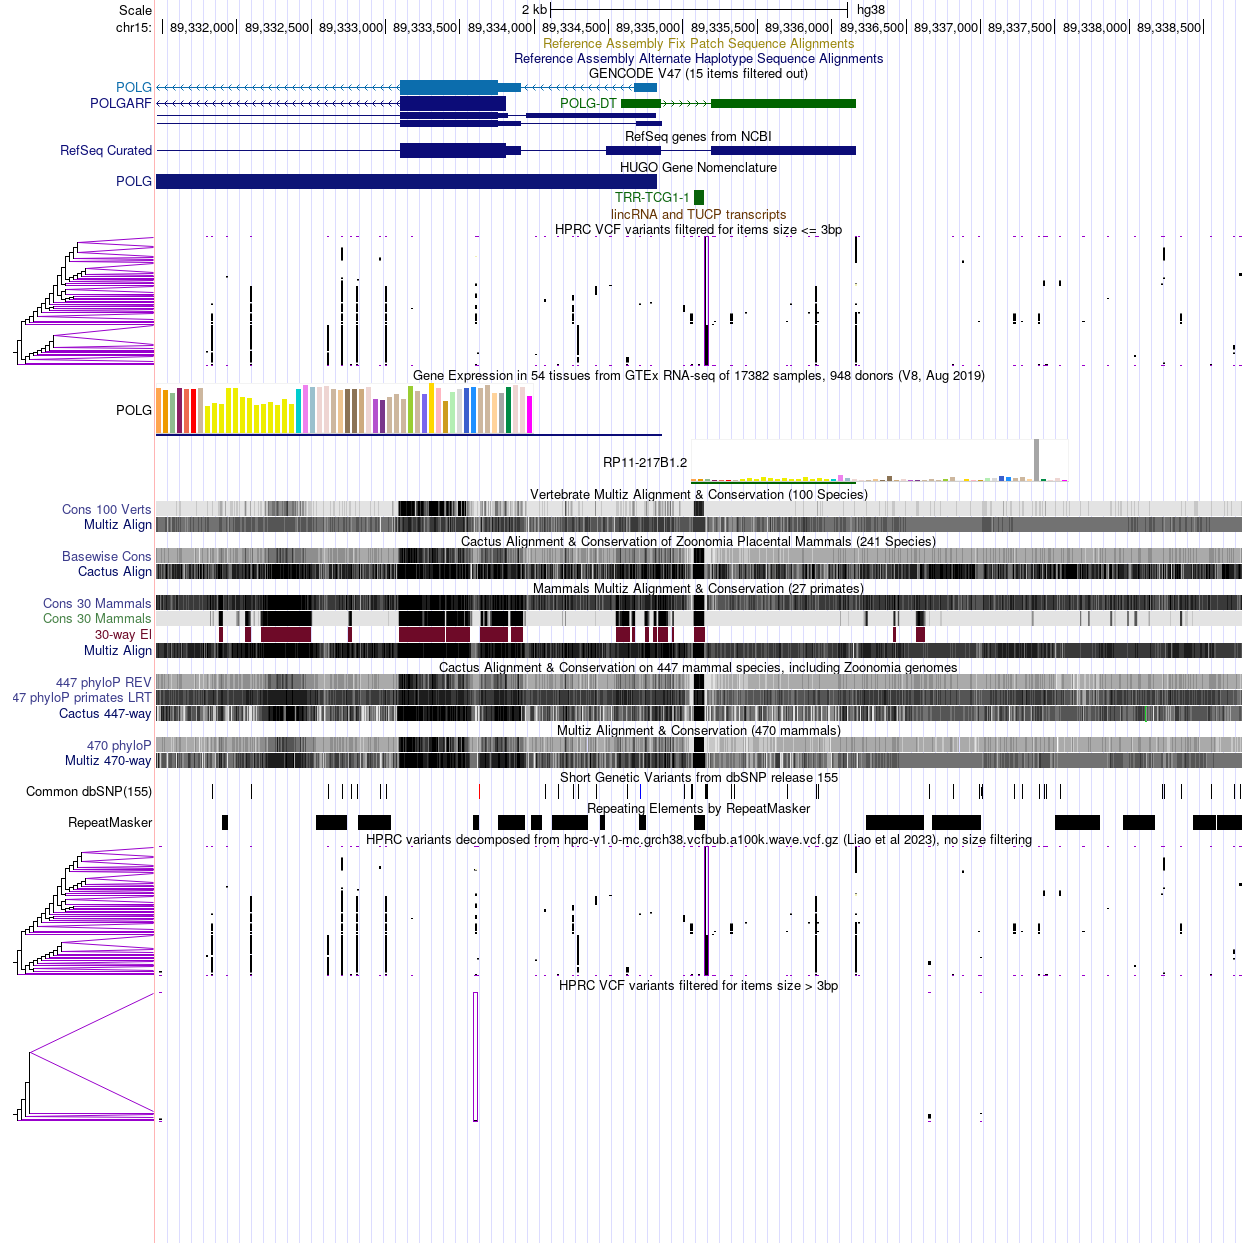 Scale 2 kb hg38
chr15: 89,332,000 89,332,500 89,333,000 89,333,500 89,334,000 89,334,500 89,335,000 89,335,500 89,336,000 89,336,500 89,337,000 89,337,500 89,338,000 89,338,500
Reference Assembly Fix Patch Sequence Alignments
Reference Assembly Alternate Haplotype Sequence Alignments
GENCODE V47 (15 items filtered out)
POLG
POLGARF POLG-DT
RefSeq genes from NCBI
RefSeq Curated
HUGO Gene Nomenclature
POLG
TRR-TCG1-1
lincRNA and TUCP transcripts
HPRC VCF variants filtered for items size <= 3bp
Gene Expression in 54 tissues from GTEx RNA-seq of 17382 samples, 948 donors (V8, Aug 2019)
POLG
RP11-217B1.2
Vertebrate Multiz Alignment & Conservation (100 Species)
Cons 100 Verts
Multiz Align
Cactus Alignment & Conservation of Zoonomia Placental Mammals (241 Species)
Basewise Cons
Cactus Align
Mammals Multiz Alignment & Conservation (27 primates)
Cons 30 Mammals
Cons 30 Mammals
30-way El
Multiz Align
Cactus Alignment & Conservation on 447 mammal species, including Zoonomia genomes
447 phyloP REV
47 phyloP primates LRT
Cactus 447-way
Multiz Alignment & Conservation (470 mammals)
470 phyloP
Multiz 470-way
Short Genetic Variants from dbSNP release 155
Common dbSNP(155)
Repeating Elements by RepeatMasker
RepeatMasker
HPRC variants decomposed from hprc-v1.0-mc.grch38.vcfbub.a100k.wave.vcf.gz (Liao et al 2023), no size filtering
HPRC VCF variants filtered for items size > 3bp